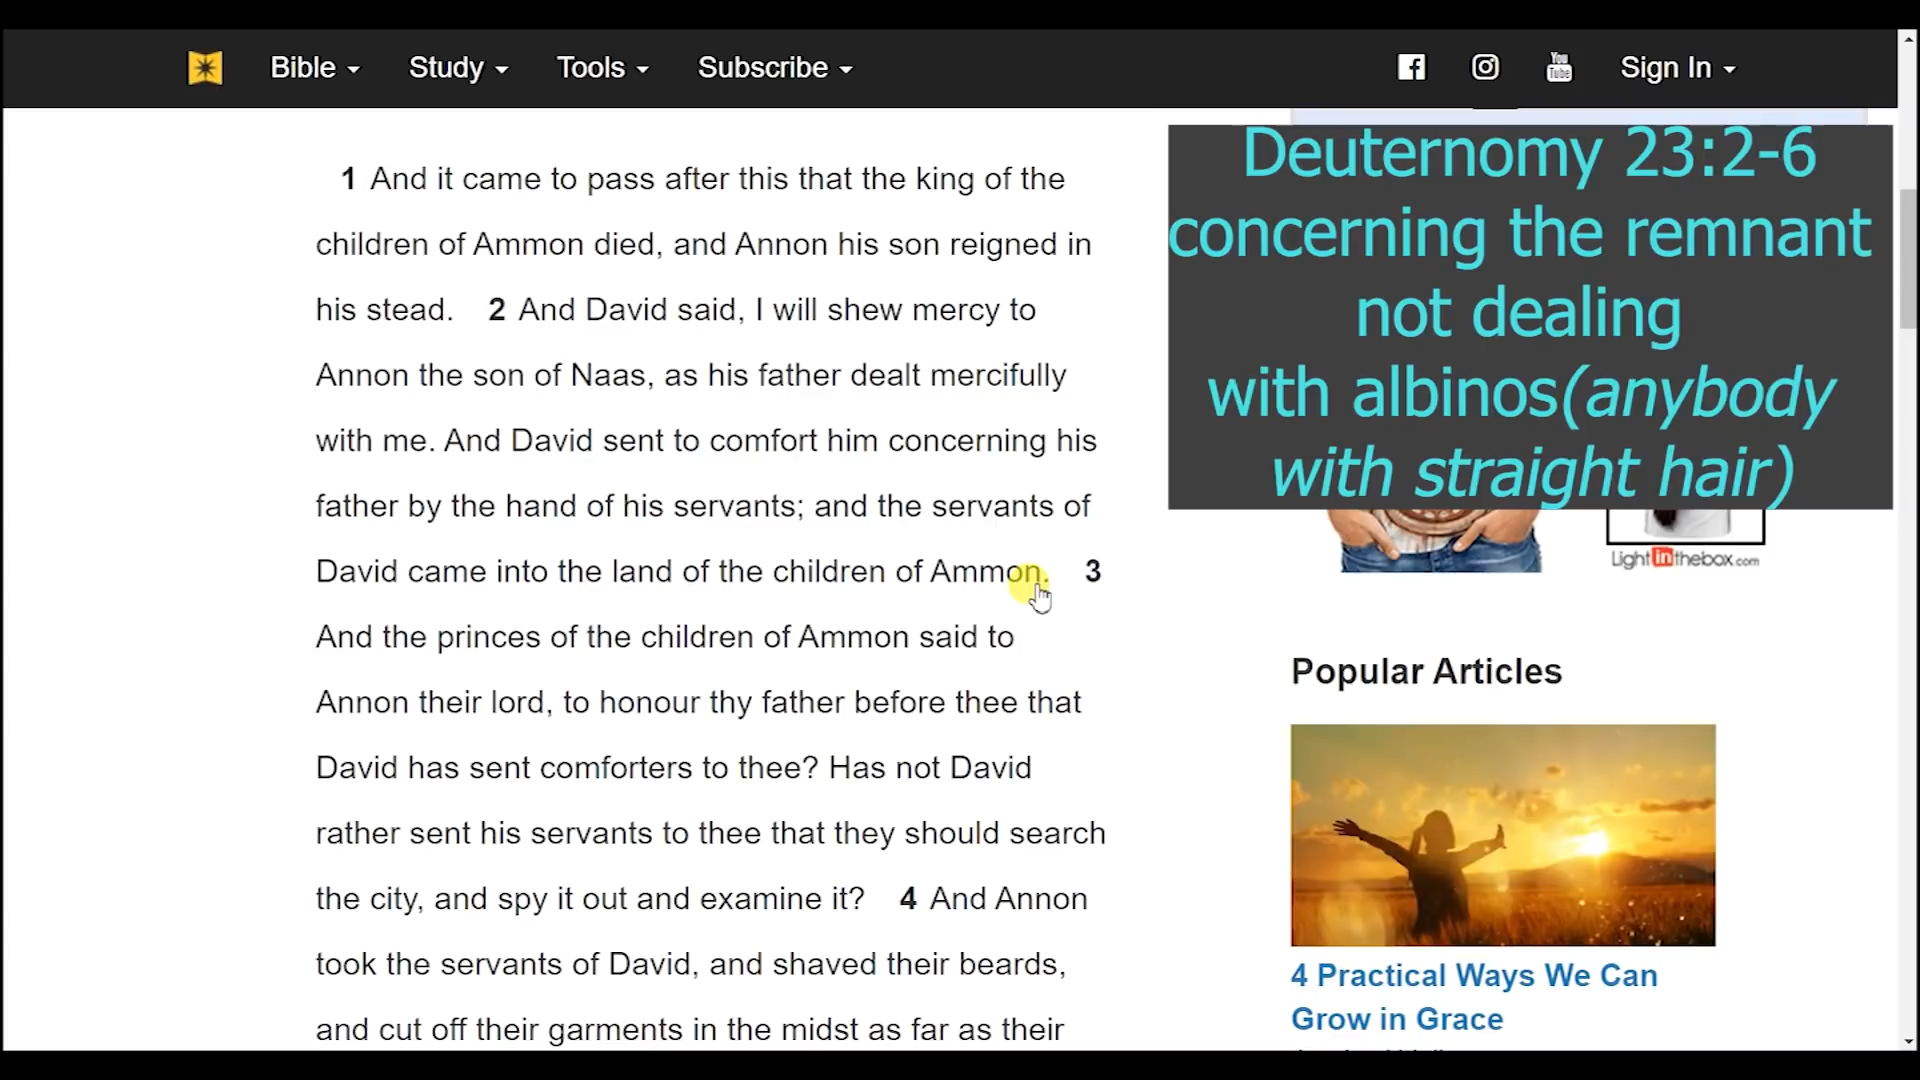 Bible Study Tools Subscribe Sign In
You
Tube
1 And it came to pass after this that the king of the
children of Ammon died, and Annon his son reigned in
his stead. 2 And David said, I will shew mercy to
Annon the son of Naas, as his father dealt mercifully
with me. And David sent to comfort him concerning his
father by the hand of his servants; and the servants of
David came into the land of the children of Ammon. 3
And the princes of the children of Ammon said to
Annon their lord, to honour thy father before thee that
David has sent comforters to thee? Has not David
rather sent his servants to thee that they should search
the city, and spy it out and examine it? 4 And Annon
took the servants of David, and shaved their beards,
and cut off their garments in the midst as far as their
Deuternomy 23:2-6
concerning the remnant
not dealing
with albinos(anybody
with straight hair)
Lightinthebox.com
Popular Articles
4 Practical Ways We Can
Grow in Grace